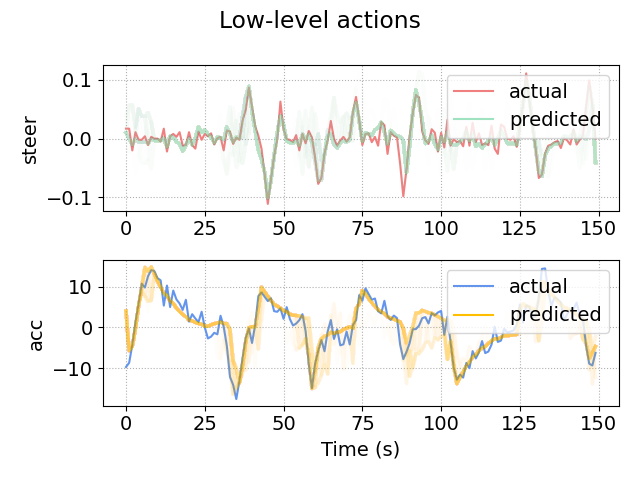 Low-level actions
steer
0.1
0.0
−0.1
actual
predicted
0 25 50 75 100 125 150
acc
10
0
−10
actual
predicted
0 25 50 75 100 125 150
Time (s)